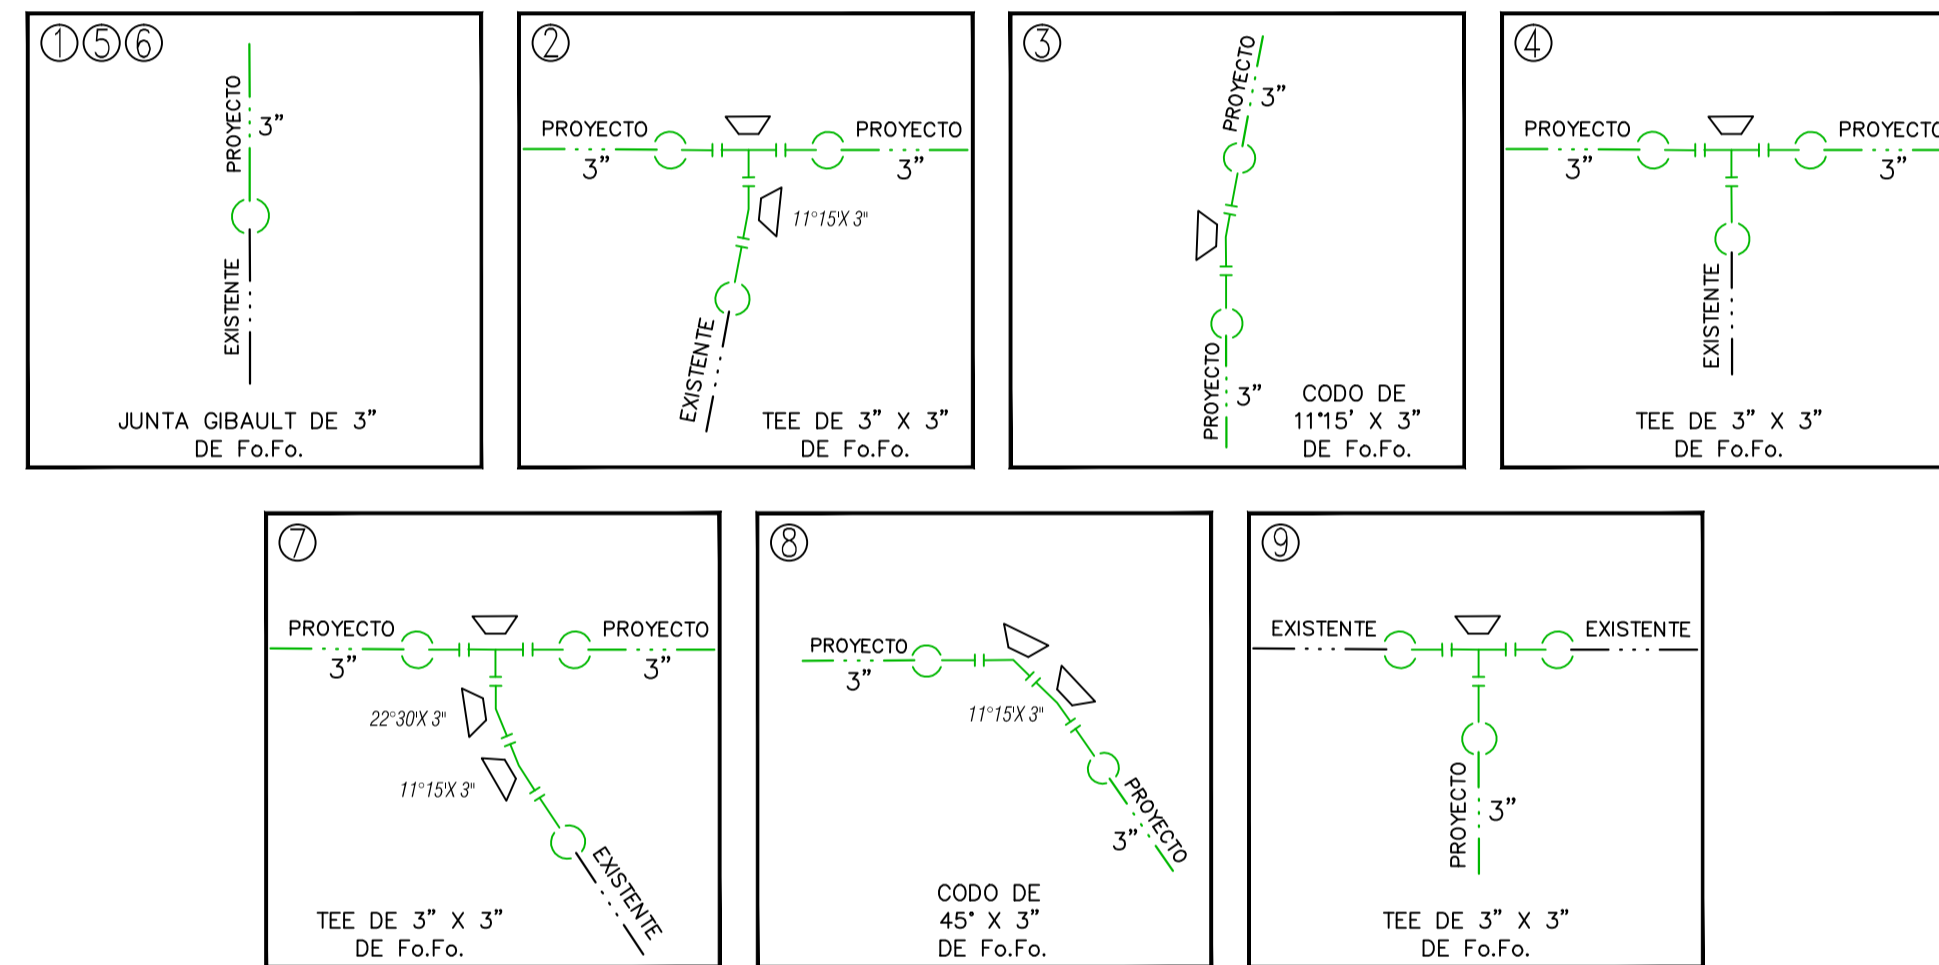 ①⑤⑥
PROYECTO
3”
EXISTENTE
JUNTA GIBAULT DE 3”
DE Fo.Fo.
②
PROYECTO
3”
PROYECTO
3”
11°15'X 3"
EXISTENTE
TEE DE 3” X 3”
DE Fo.Fo.
③
PROYECTO
3”
PROYECTO
3”
CODO DE
11°15’ X 3”
DE Fo.Fo.
④
PROYECTO
3”
PROYECTO
3”
EXISTENTE
TEE DE 3” X 3”
DE Fo.Fo.
⑦
PROYECTO
3”
PROYECTO
3”
22°30'X 3"
11°15'X 3"
EXISTENTE
TEE DE 3” X 3”
DE Fo.Fo.
⑧
PROYECTO
3”
11°15'X 3"
PROYECTO
3”
CODO DE
45° X 3”
DE Fo.Fo.
⑨
EXISTENTE
EXISTENTE
PROYECTO
3”
TEE DE 3” X 3”
DE Fo.Fo.